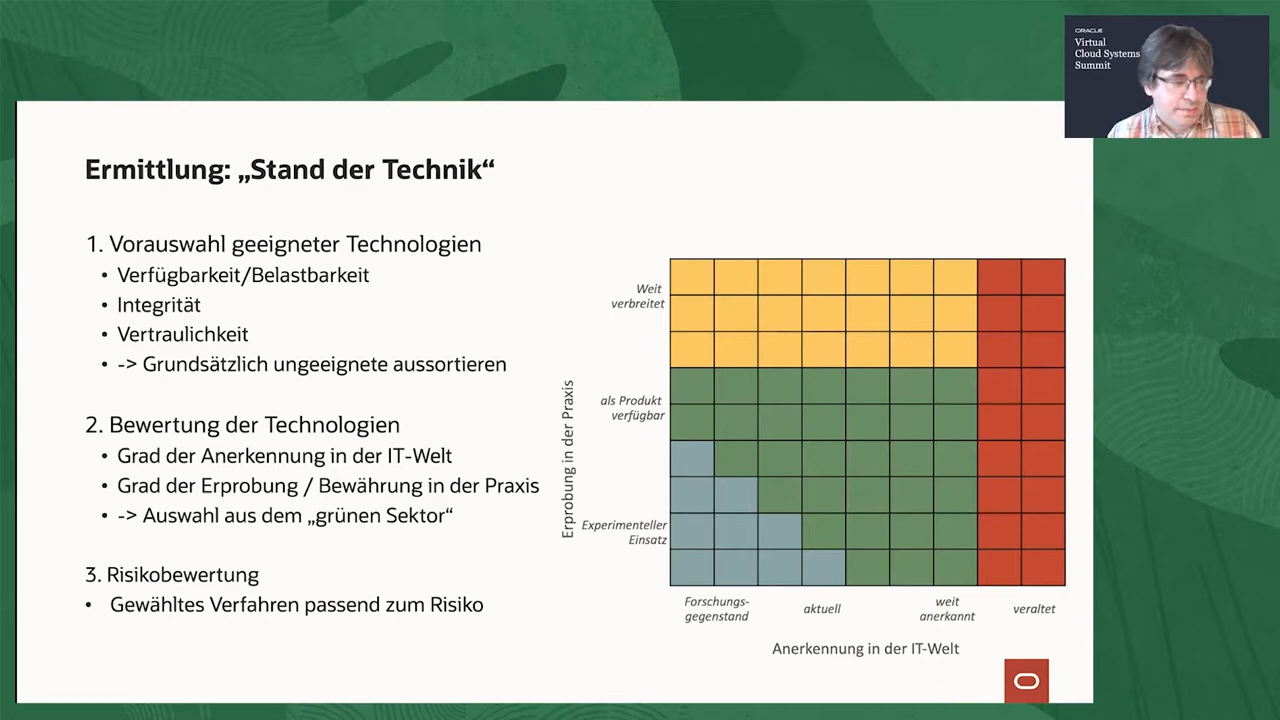 ORACLE
Virtual
Cloud Systems
Summit
Ermittlung: „Stand der Technik“
1. Vorauswahl geeigneter Technologien
• Verfügbarkeit/Belastbarkeit
• Integrität
• Vertraulichkeit
• -> Grundsätzlich ungeeignete aussortieren
2. Bewertung der Technologien
• Grad der Anerkennung in der IT-Welt
• Grad der Erprobung / Bewährung in der Praxis
• -> Auswahl aus dem „grünen Sektor“
3. Risikobewertung
• Gewähltes Verfahren passend zum Risiko
Erprobung in der Praxis
Weit
verbreitet
als Produkt
verfügbar
Experimenteller
Einsatz
Forschungs-
gegenstand
aktuell
weit
anerkannt
veraltet
Anerkennung in der IT-Welt